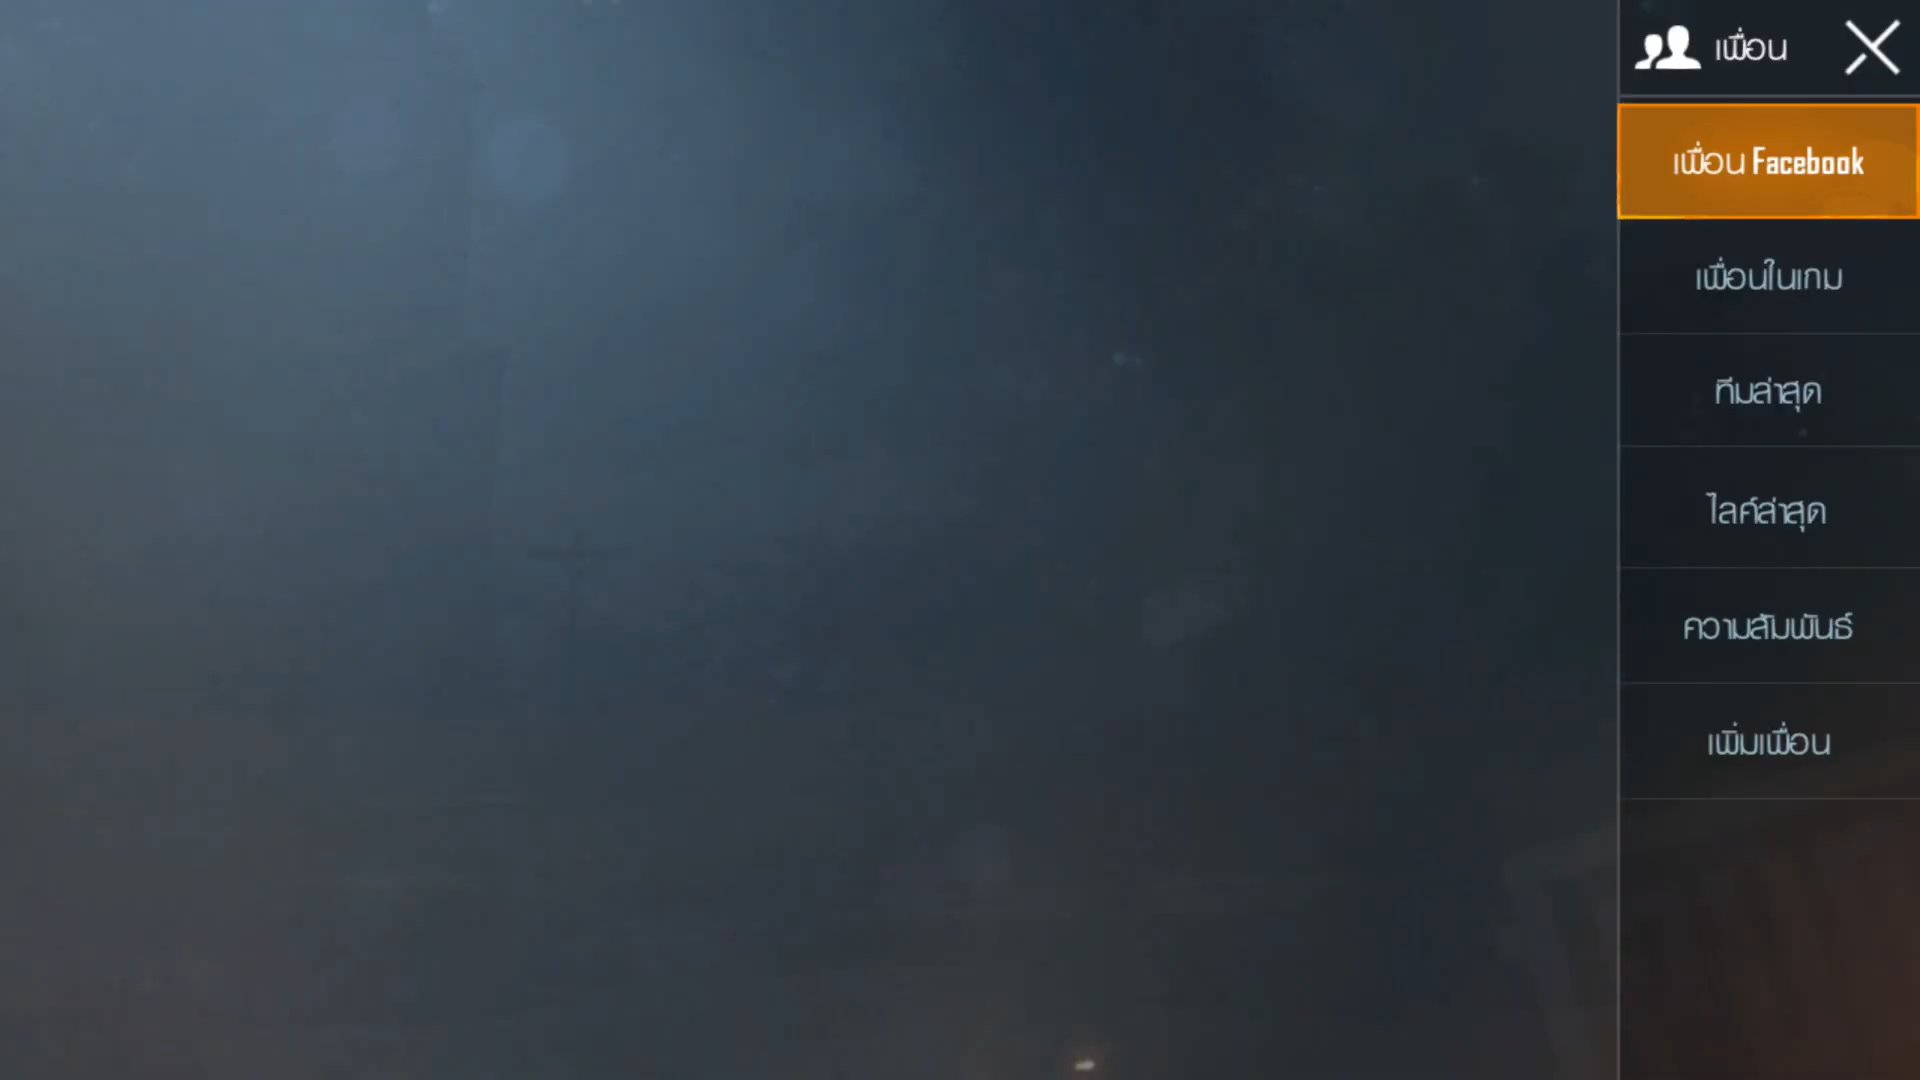 เพื่อน
เพื่อน Facebook
เพื่อนในเกม
ทีมล่าสุด
ไลค์ล่าสุด
ความสัมพันธ์
เพิ่มเพื่อน